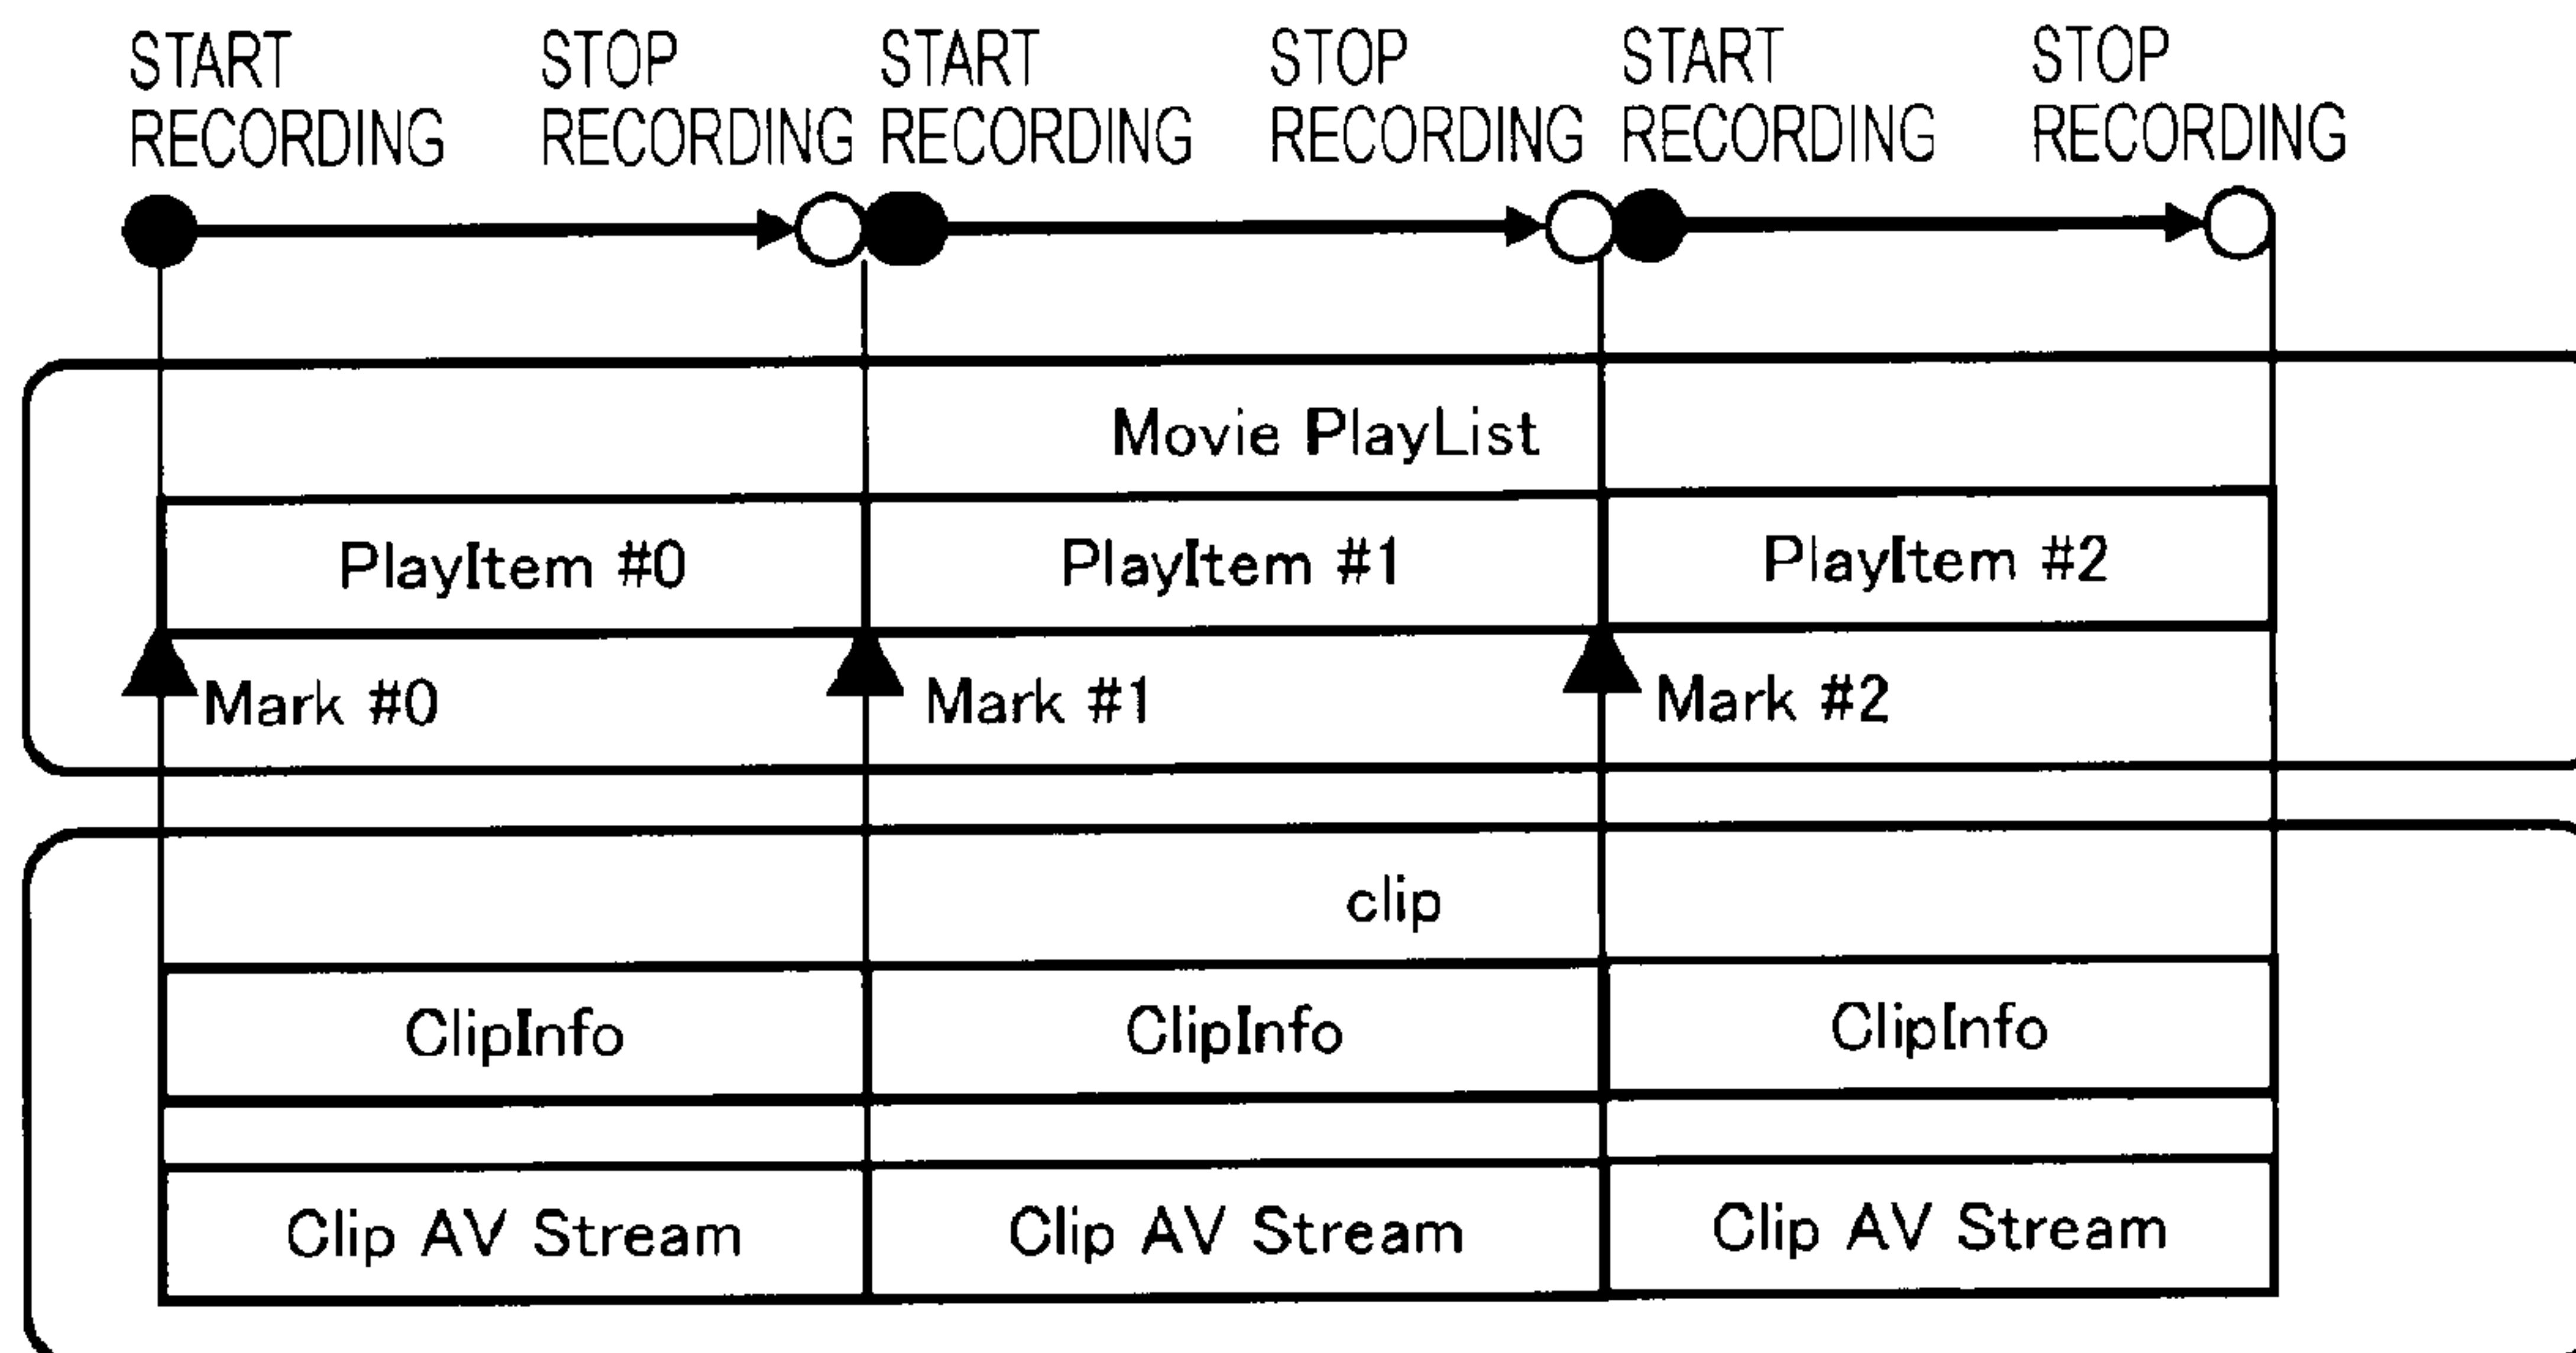 START RECORDING
STOP RECORDING
START RECORDING
STOP RECORDING
START RECORDING
STOP RECORDING
Movie PlayList
PlayItem #0
PlayItem #1
PlayItem #2
Mark #0
Mark #1
Mark #2
clip
ClipInfo
ClipInfo
ClipInfo
Clip AV Stream
Clip AV Stream
Clip AV Stream